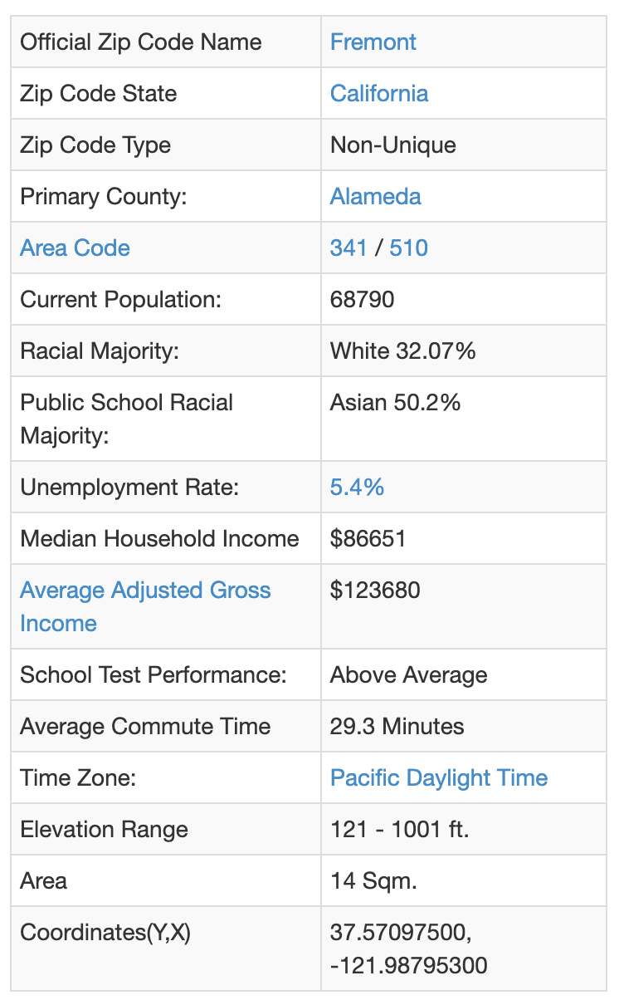 Official Zip Code Name Fremont
Zip Code State California
Zip Code Type Non-Unique
Primary County: Alameda
Area Code 341 / 510
Current Population: 68790
Racial Majority: White 32.07%
Public School Racial Asian 50.2%
Majority:
Unemployment Rate: 5.4%
Median Household Income $86651
Average Adjusted Gross $123680
Income
School Test Performance: Above Average
Average Commute Time 29.3 Minutes
Time Zone: Pacific Daylight Time
Elevation Range 121 - 1001 ft.
Area 14 Sqm.
Coordinates(Y,X) 37.57097500,
-121.98795300